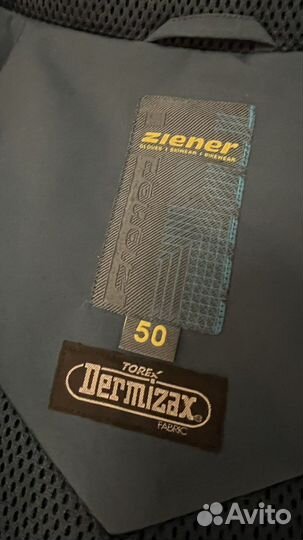 ziener
GLOVES I SKIWEAR I BIKEWEAR
50
TOREX
Dermizax®
FABRIC
Avito